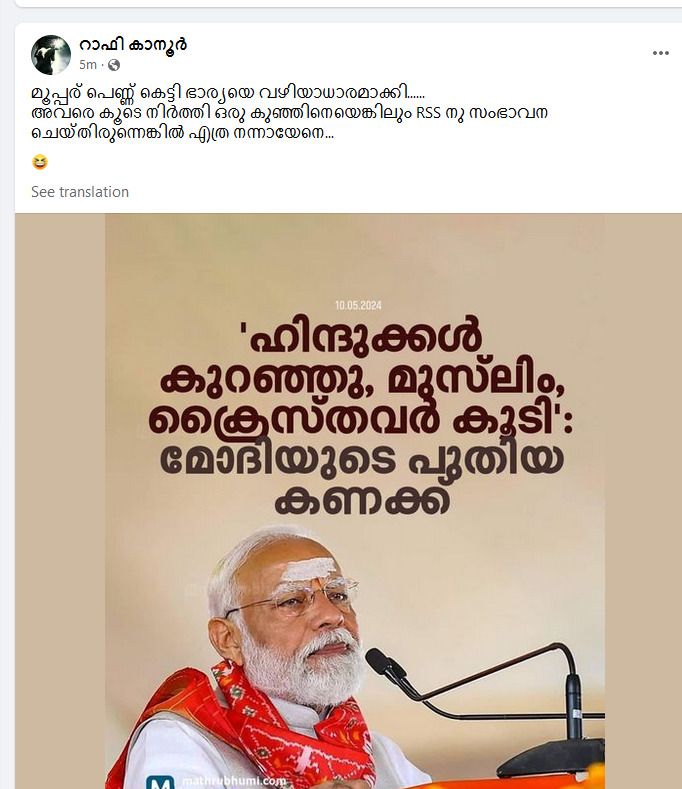 റാഫി കാനൂർ
5m ·
മൂപ്പര് പെണ്ണ് കെട്ടി ഭാര്യയെ വഴിയാധാരമാക്കി......
അവരെ കൂടെ നിർത്തി ഒരു കുഞ്ഞിനെയെങ്കിലും RSS നു സംഭാവന
ചെയ്തിരുന്നെങ്കിൽ എത്ര നന്നായേനെ...
😆
See translation
10.05.2024
'ഹിന്ദുക്കൾ
കുറഞ്ഞു, മുസ്‌ലിം,
ക്രൈസ്തവർ കൂടി':
മോദിയുടെ പുതിയ
കണക്ക്
M mathrubhumi.com